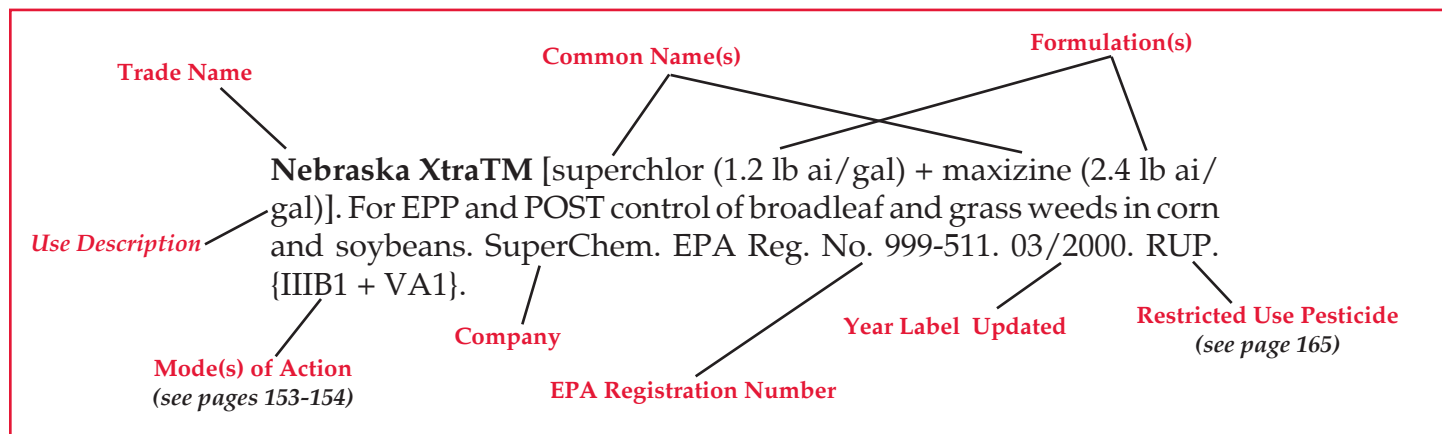 Formulation(s)
Common Name(s)
Trade Name
Nebraska XtraTM [superchlor (1.2 lb ai/gal) + maxizine (2.4 lb ai/
gal)]. For EPP and POST control of broadleaf and grass weeds in corn
Use Description
and soybeans. SuperChem. EPA Reg. No. 999-511. 03/2000. RUP.
{IIIB1 + VA1}.
Company
Year Label  Updated
Restricted Use Pesticide
(see page 165)
Mode(s) of Action
(see pages 153-154)
EPA Registration Number